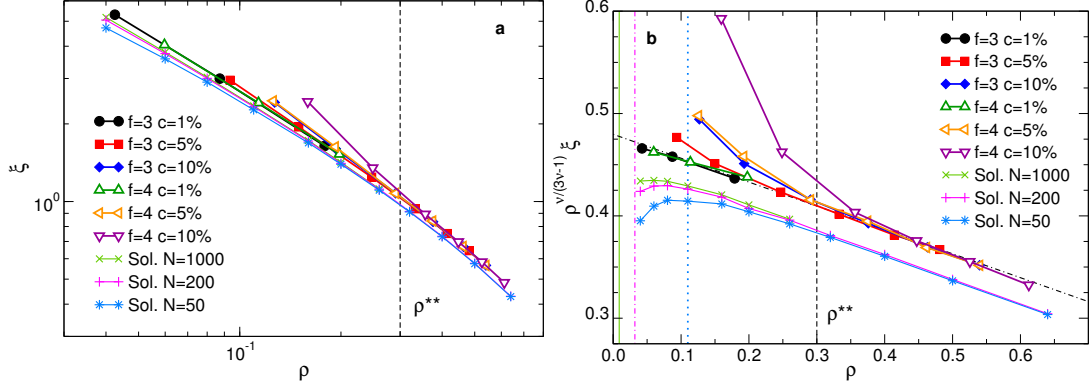 a
ξ
10⁰
f=3 c=1%
f=3 c=5%
f=3 c=10%
f=4 c=1%
f=4 c=5%
f=4 c=10%
Sol. N=1000
Sol. N=200
Sol. N=50
ρ**
10⁻¹
ρ
b
ρ^ν/(3ν-1) ξ
0.5
0.4
0.3
f=3 c=1%
f=3 c=5%
f=3 c=10%
f=4 c=1%
f=4 c=5%
f=4 c=10%
Sol. N=1000
Sol. N=200
Sol. N=50
ρ**
0.0 0.1 0.2 0.3 0.4 0.5 0.6
ρ